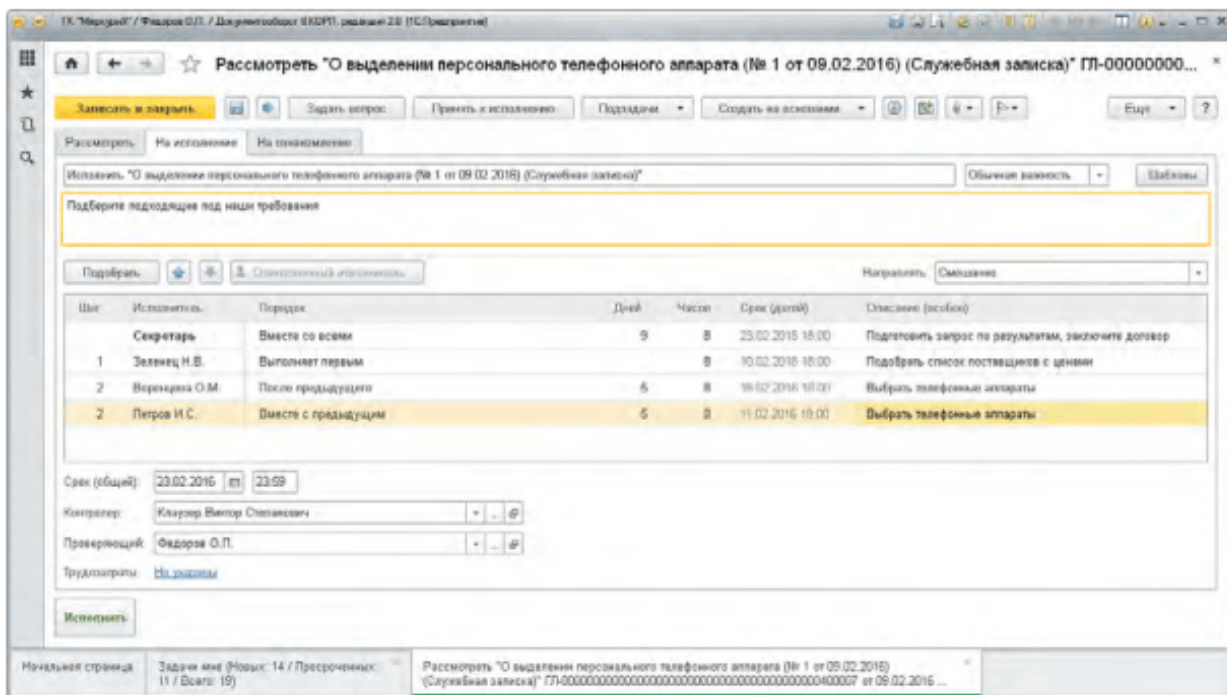 ТК "Меркурий" / Федоров О.П. / Документооборот КОРП, редакция 2.0 (1С:Предприятие)
Рассмотреть "О выделении персонального телефонного аппарата (№ 1 от 09.02.2016) (Служебная записка)" ГЛ-00000000...
Записать и закрыть Задать вопрос Принять к исполнению Подзадачи Создать на основании Еще ?
Рассмотреть На исполнение На ознакомление
Исполнить "О выделении персонального телефонного аппарата (№ 1 от 09.02.2016) (Служебная записка)" Обычная важность Шаблоны
Подберите подходящие под наши требования
Подобрать Ответственный исполнитель Направлять: Смешанно
Шаг Исполнитель Порядок Дней Часов Срок (датой) Описание (особое)
Секретарь Вместе со всеми 9 8 23.02.2016 18:00 Подготовить запрос по результатам, заключите договор
1 Зеленец Н.В. Выполняет первым 8 10.02.2016 18:00 Подобрать список поставщиков с ценами
2 О.М. После предыдущего 5 8 18:00 Выбрать телефонные аппараты
2 Петров И.С. Вместе с предыдущим 5 8 11.02.2016 18:00 Выбрать телефонные аппараты
Срок (общий): 23.02.2016 23:59
Контролер: Клаузер Виктор Степанович
Проверяющий: Федоров О.П.
Трудозатраты: Не указаны
Исполнить
Начальная страница
Задачи мне (Новых: 14 / Просроченных:
11 / Всего: 19)
Рассмотреть "О выделении персонального телефонного аппарата (№ 1 от 09.02.2016)
(Служебная записка)" от 09.02.2016 ...